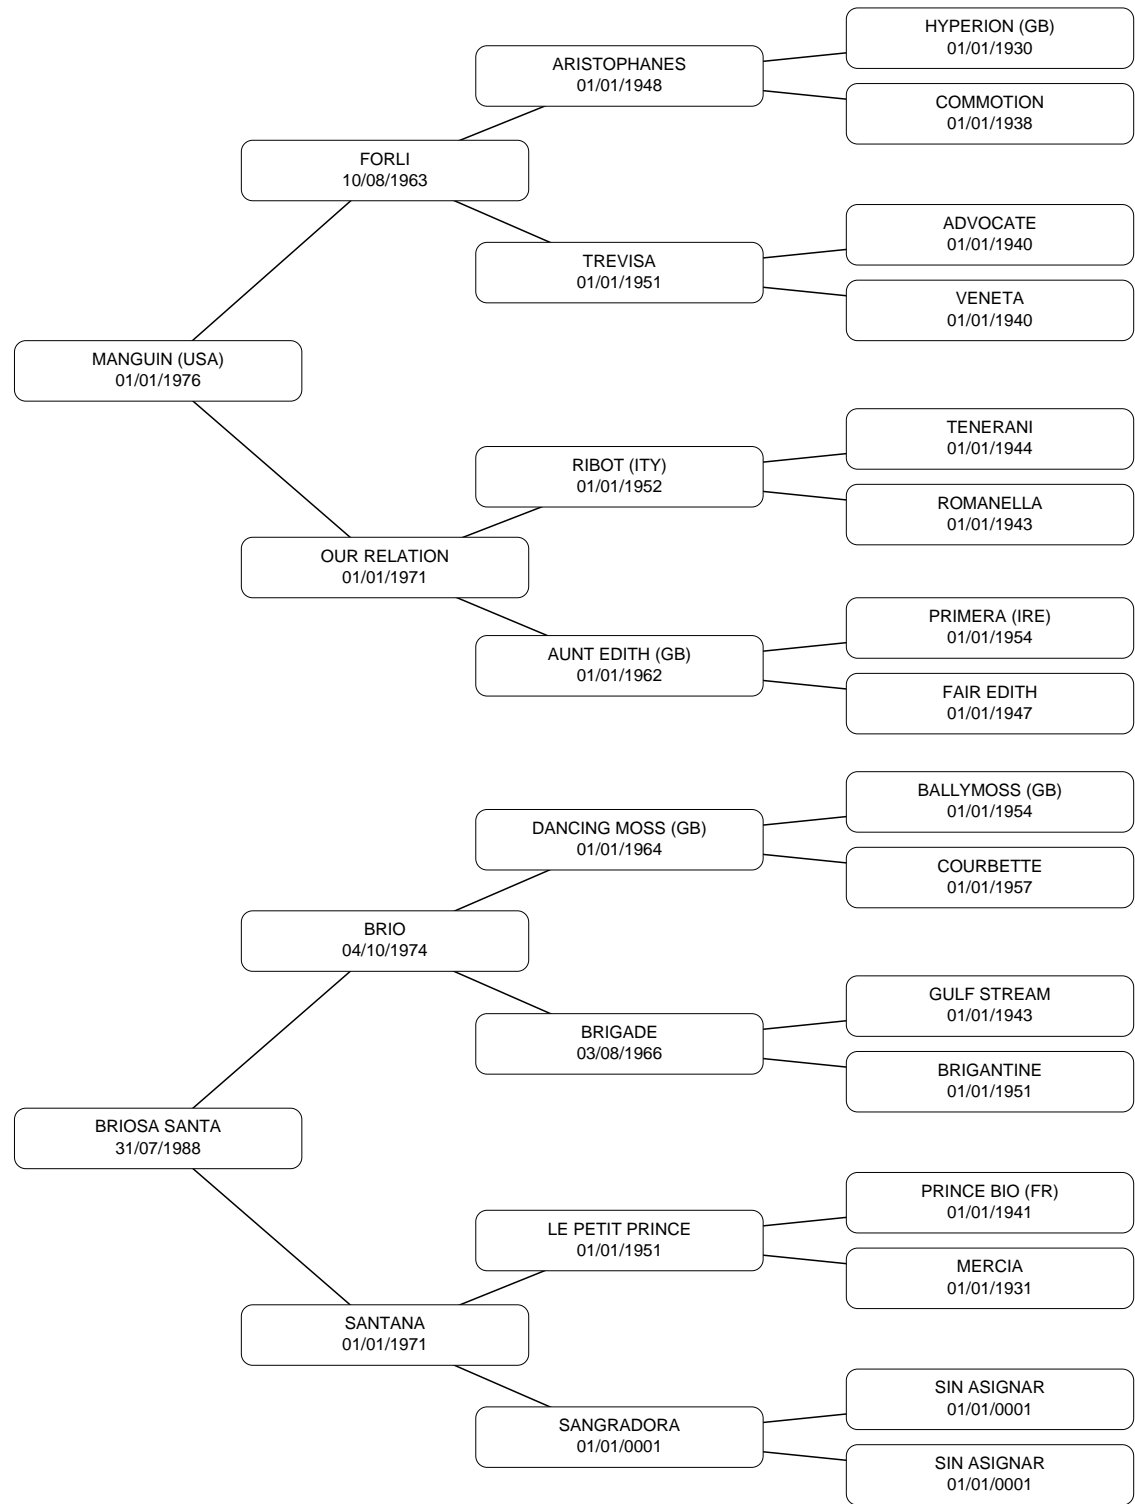 HYPERION (GB)
01/01/1930
ARISTOPHANES
01/01/1948
COMMOTION
01/01/1938
FORLI
10/08/1963
ADVOCATE
01/01/1940
TREVISA
01/01/1951
VENETA
01/01/1940
MANGUIN (USA)
01/01/1976
TENERANI
01/01/1944
RIBOT (ITY)
01/01/1952
ROMANELLA
01/01/1943
OUR RELATION
01/01/1971
PRIMERA (IRE)
01/01/1954
AUNT EDITH (GB)
01/01/1962
FAIR EDITH
01/01/1947
BALLYMOSS (GB)
01/01/1954
DANCING MOSS (GB)
01/01/1964
COURBETTE
01/01/1957
BRIO
04/10/1974
GULF STREAM
01/01/1943
BRIGADE
03/08/1966
BRIGANTINE
01/01/1951
BRIOSA SANTA
31/07/1988
PRINCE BIO (FR)
01/01/1941
LE PETIT PRINCE
01/01/1951
MERCIA
01/01/1931
SANTANA
01/01/1971
SIN ASIGNAR
01/01/0001
SANGRADORA
01/01/0001
SIN ASIGNAR
01/01/0001